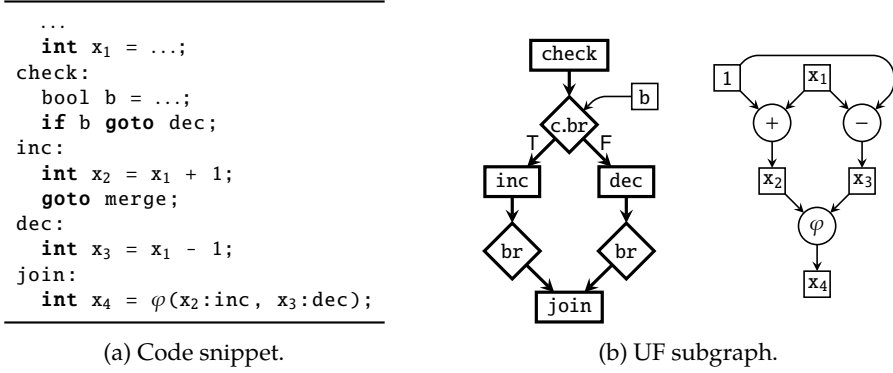 ...
int x1 = ...;
check:
bool b = ...;
if b goto dec;
inc:
int x2 = x1 + 1;
goto merge;
dec:
int x3 = x1 - 1;
join:
int x4 = φ(x2:inc, x3:dec);
(a) Code snippet.
check
b
c.br
T F
inc dec
br br
join
1 x1
+ −
x2 x3
φ
x4
(b) UF subgraph.